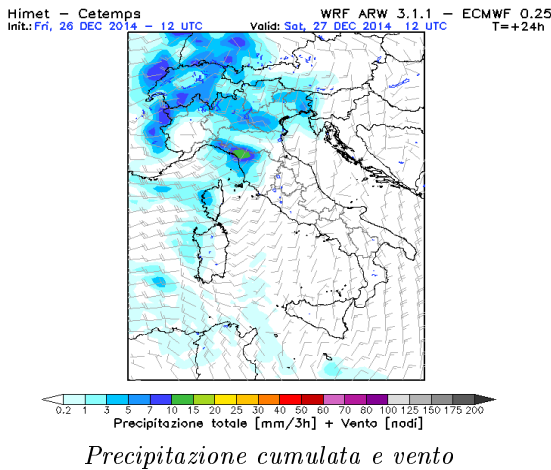 Himet – Cetemps WRF ARW 3.1.1 – ECMWF 0.25
Init.: Fri, 26 DEC 2014 – 12 UTC Valid: Sat, 27 DEC 2014 12 UTC T=+24h
0.2 1 3 5 7 10 15 20 25 30 40 50 60 70 80 100 125 150 175 200
Precipitazione totale [mm/3h] + Vento [nodi]
Precipitazione cumulata e vento